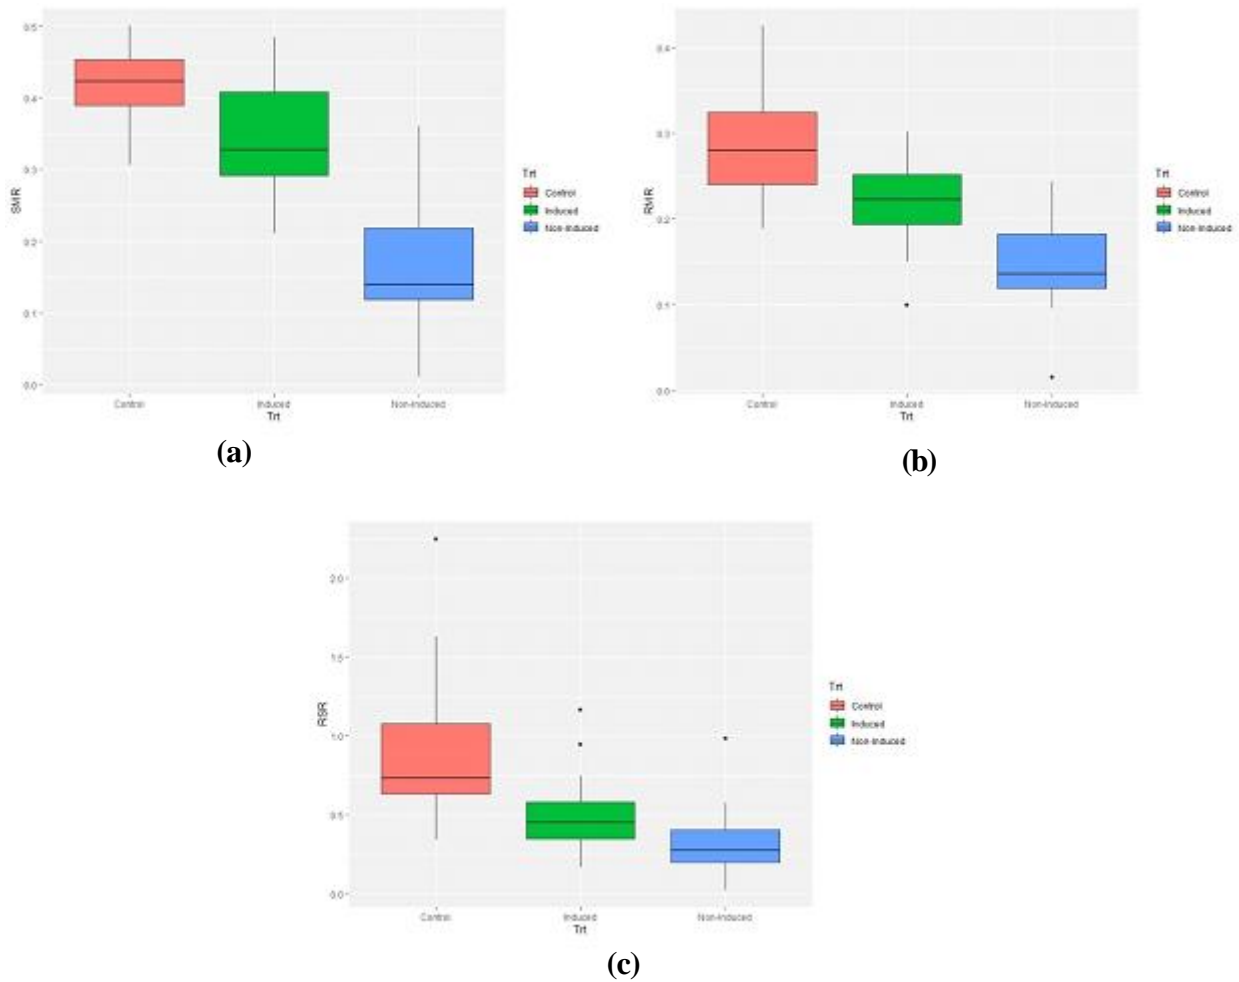 0.5
0.4
0.3
0.2
0.1
0.0
SMR
Control
Induced
Non-Induced
Trt
Trt
Control
Induced
Non-Induced
(a)
0.4
0.3
0.2
0.1
0.0
RMR
Control
Induced
Non-Induced
Trt
Trt
Control
Induced
Non-Induced
(b)
2.0
1.5
1.0
0.5
0.0
RSR
Control
Induced
Non-Induced
Trt
Trt
Control
Induced
Non-Induced
(c)